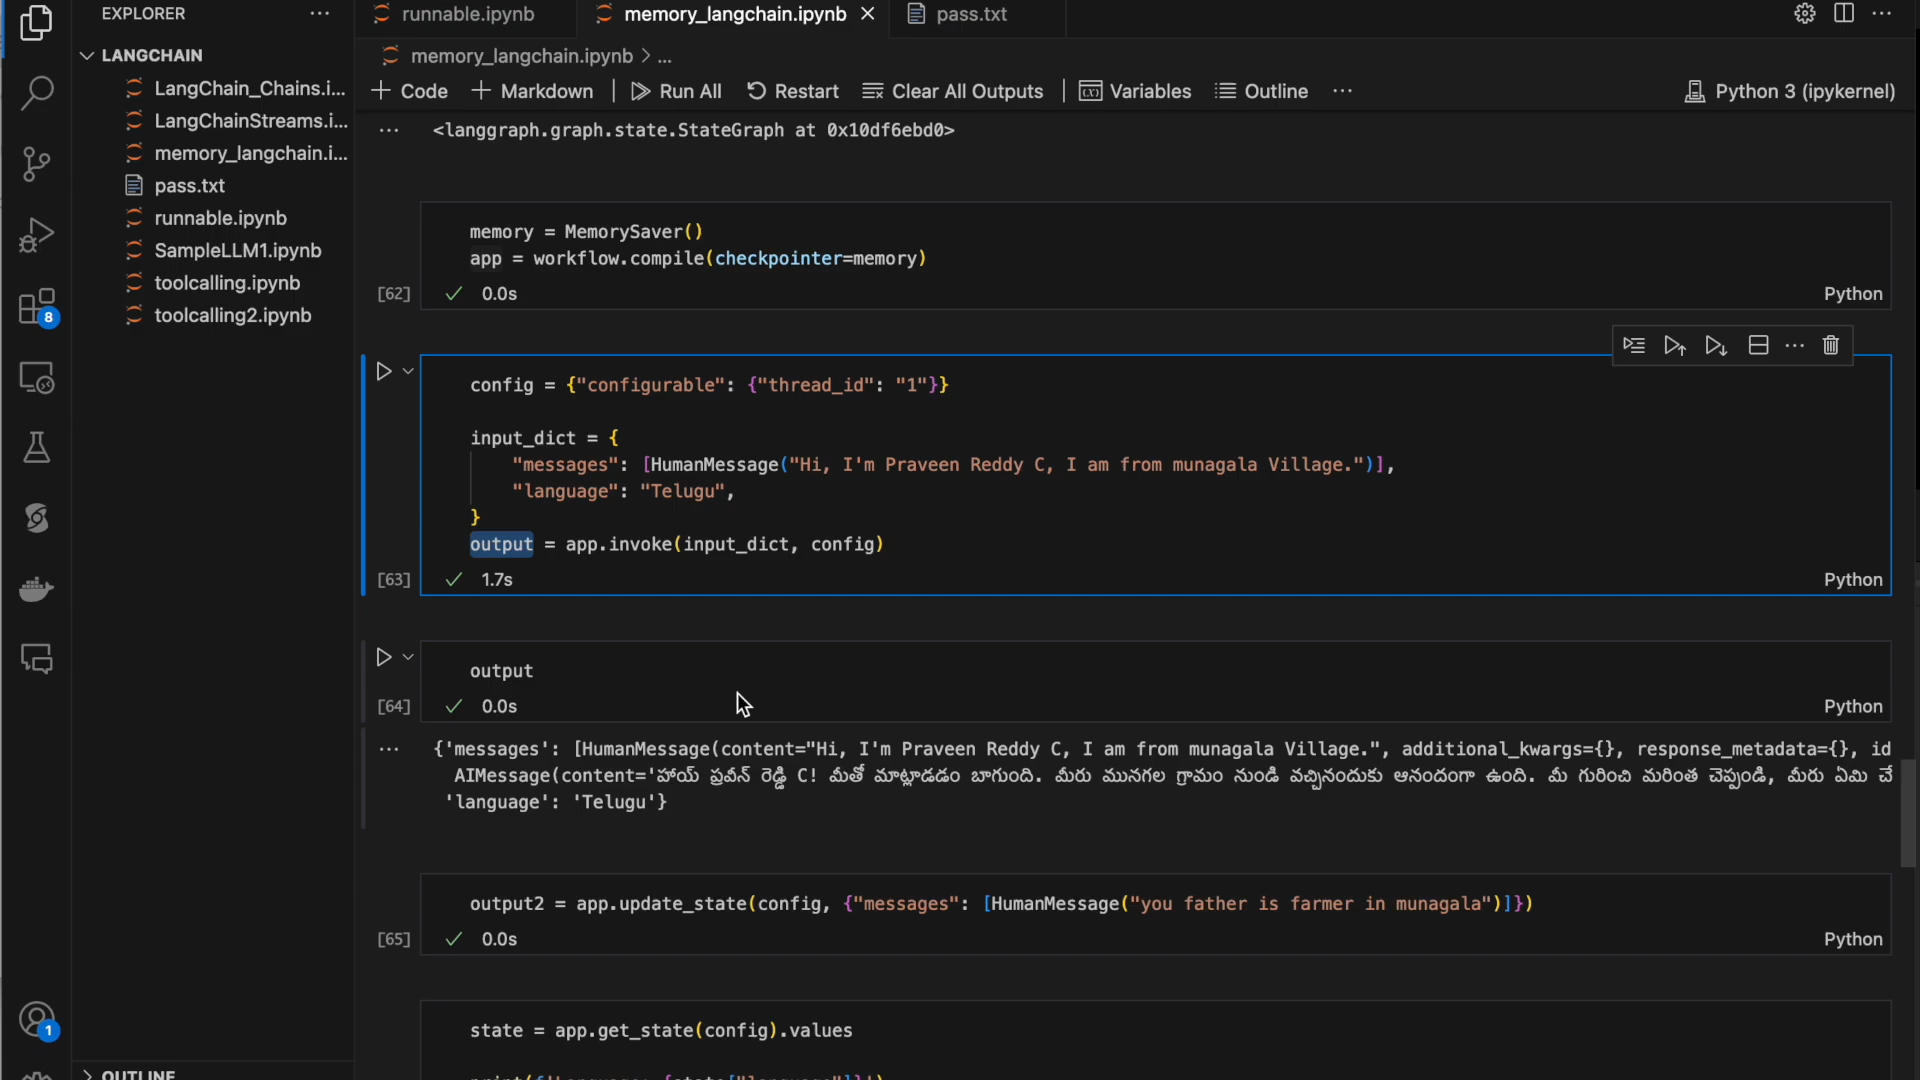 EXPLORER
runnable.ipynb
memory_langchain.ipynb
pass.txt
LANGCHAIN
LangChain_Chains.i...
LangChainStreams.i...
memory_langchain.i...
pass.txt
runnable.ipynb
SampleLLM1.ipynb
toolcalling.ipynb
toolcalling2.ipynb
8
1
OUTLINE
memory_langchain.ipynb > ...
+ Code + Markdown Run All Restart Clear All Outputs Variables Outline ... Python 3 (ipykernel)
<langgraph.graph.state.StateGraph at 0x10df6ebd0>
memory = MemorySaver()
app = workflow.compile(checkpointer=memory)
[62] 0.0s Python
config = {"configurable": {"thread_id": "1"}}
input_dict = {
"messages": [HumanMessage("Hi, I'm Praveen Reddy C, I am from munagala Village.")],
"language": "Telugu",
}
output = app.invoke(input_dict, config)
[63] 1.7s Python
output
[64] 0.0s Python
{'messages': [HumanMessage(content="Hi, I'm Praveen Reddy C, I am from munagala Village.", additional_kwargs={}, response_metadata={}, id
AIMessage(content='హాయ్ ప్రవీన్ రెడ్డి C! మీతో మాట్లాడడం బాగుంది. మీరు మునగల గ్రామం నుండి వచ్చినందుకు ఆనందంగా ఉంది. మీ గురించి మరింత చెప్పండి, మీరు ఏమి చే
'language': 'Telugu'}
output2 = app.update_state(config, {"messages": [HumanMessage("you father is farmer in munagala")]})
[65] 0.0s Python
state = app.get_state(config).values